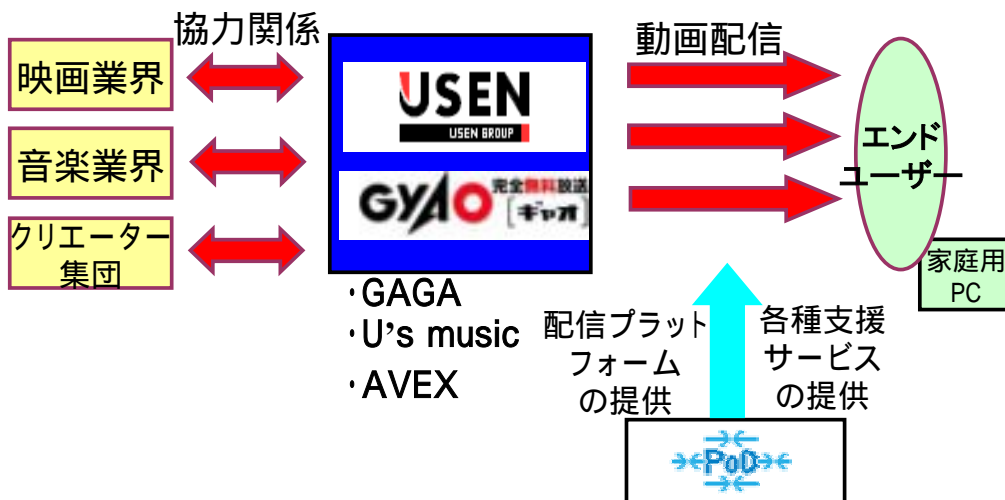 協力関係
映画業界
音楽業界
クリエーター
集団
USEN
USEN GROUP
GYAO 完全無料放送
[ギャオ]
・GAGA
・U's music
・AVEX
動画配信
エンド
ユーザー
家庭用
PC
配信プラット
フォーム
の提供
各種支援
サービス
の提供
PoD